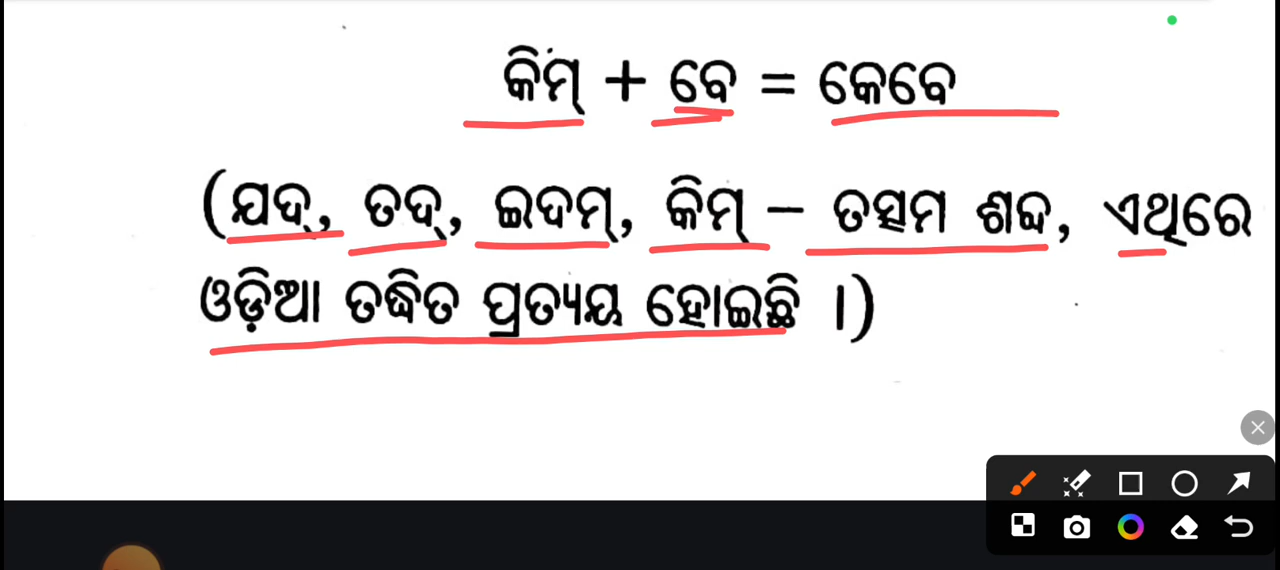 କିମ୍ + ବେ = କେବେ
(ଯଦ୍, ତଦ୍, ଇଦମ୍, କିମ୍ – ତତ୍ସମ ଶବ୍ଦ, ଏଥିରେ
ଓଡ଼ିଆ ତଦ୍ଧିତ ପ୍ରତ୍ୟୟ ହୋଇଛି ।)